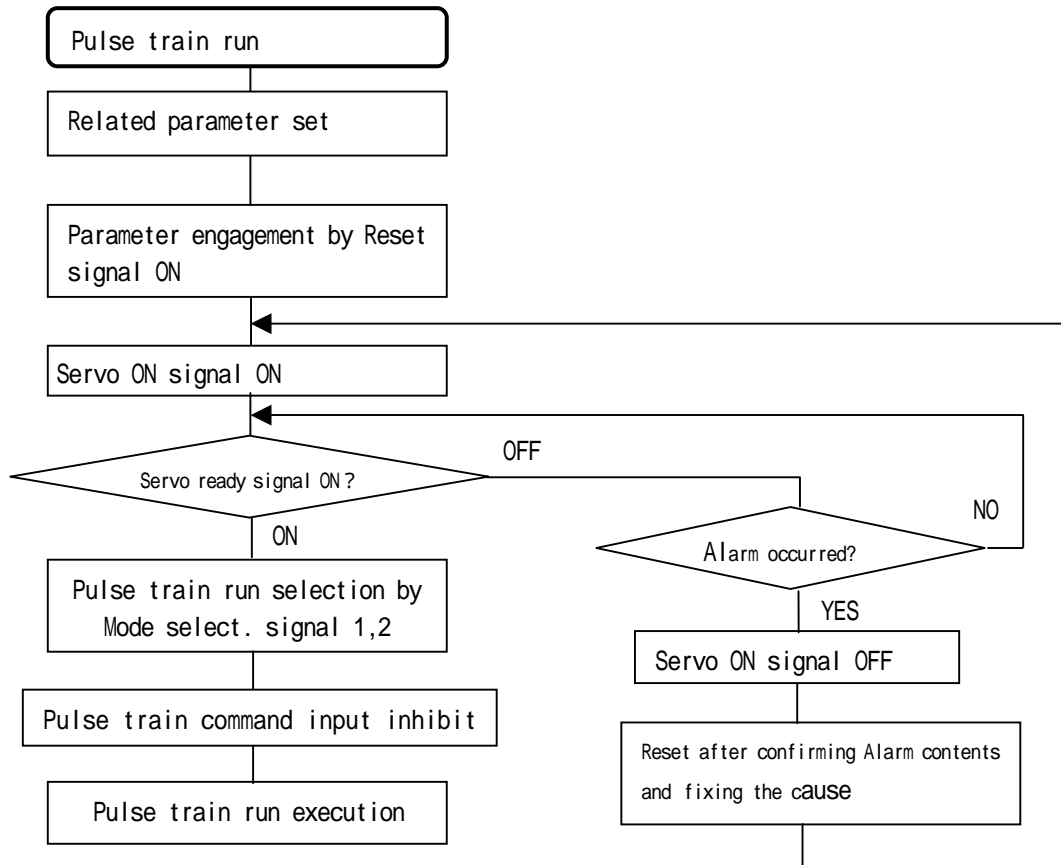 Pulse train run
Related parameter set
Parameter engagement by Reset
signal ON
Servo ON signal ON
Servo ready signal ON?
OFF
ON
Alarm occurred?
NO
YES
Pulse train run selection by
Mode select. signal 1,2
Servo ON signal OFF
Pulse train command input inhibit
Reset after confirming Alarm contents
and fixing the cause
Pulse train run execution